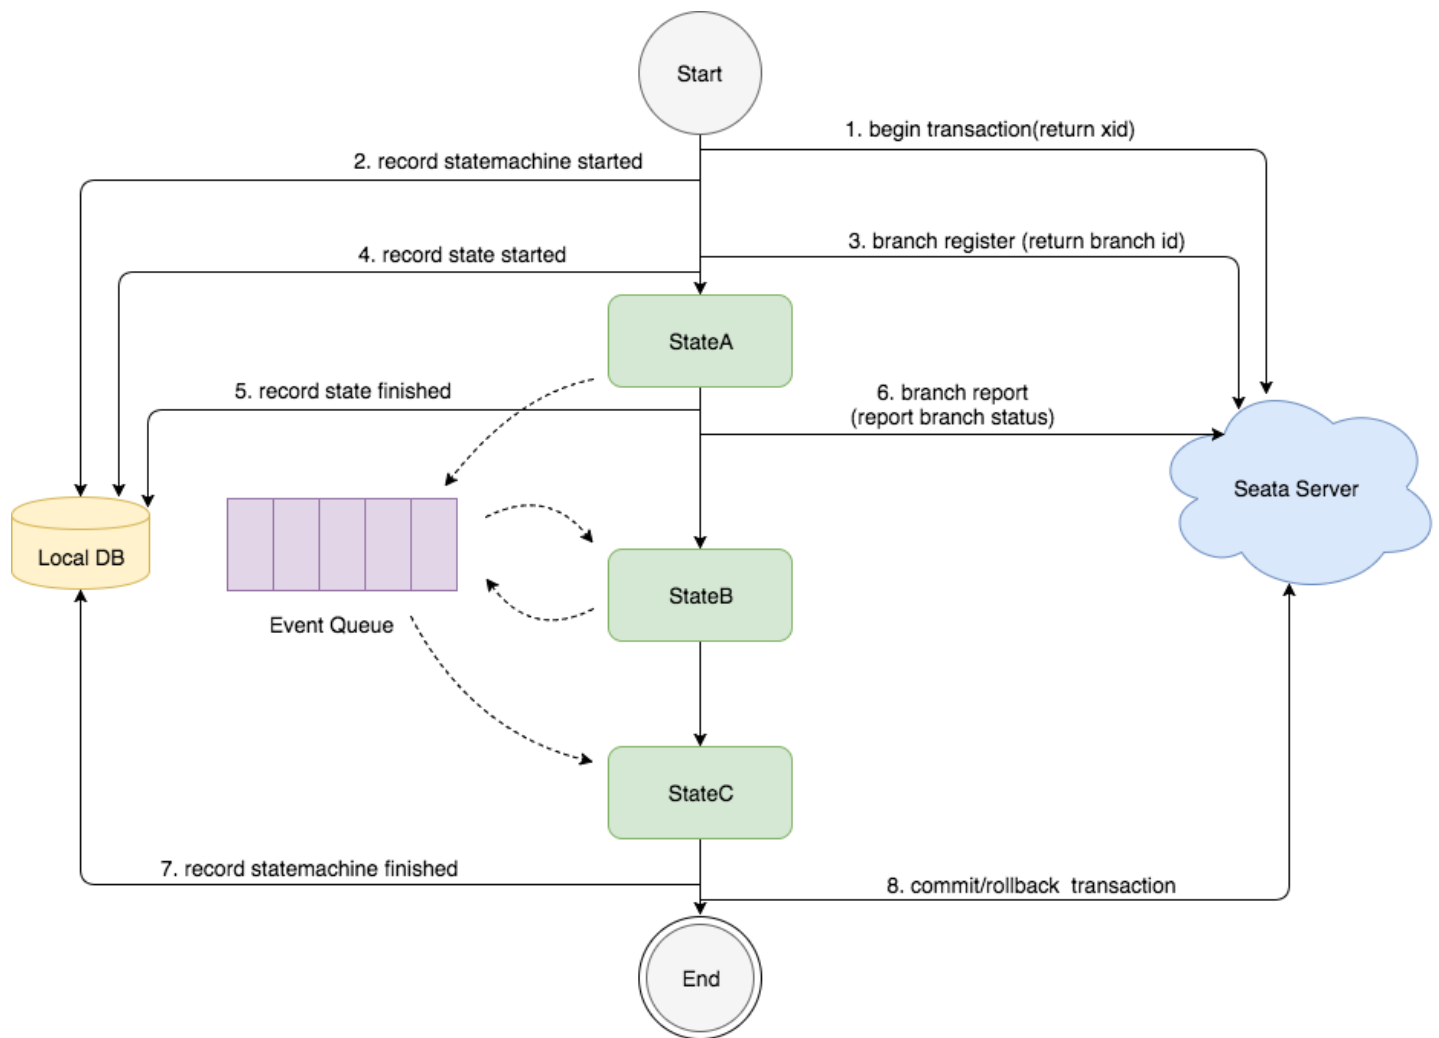 Start
1. begin transaction(return xid)
2. record statemachine started
3. branch register (return branch id)
4. record state started
StateA
5. record state finished
6. branch report
(report branch status)
Seata Server
Local DB
StateB
Event Queue
StateC
7. record statemachine finished
8. commit/rollback  transaction
End